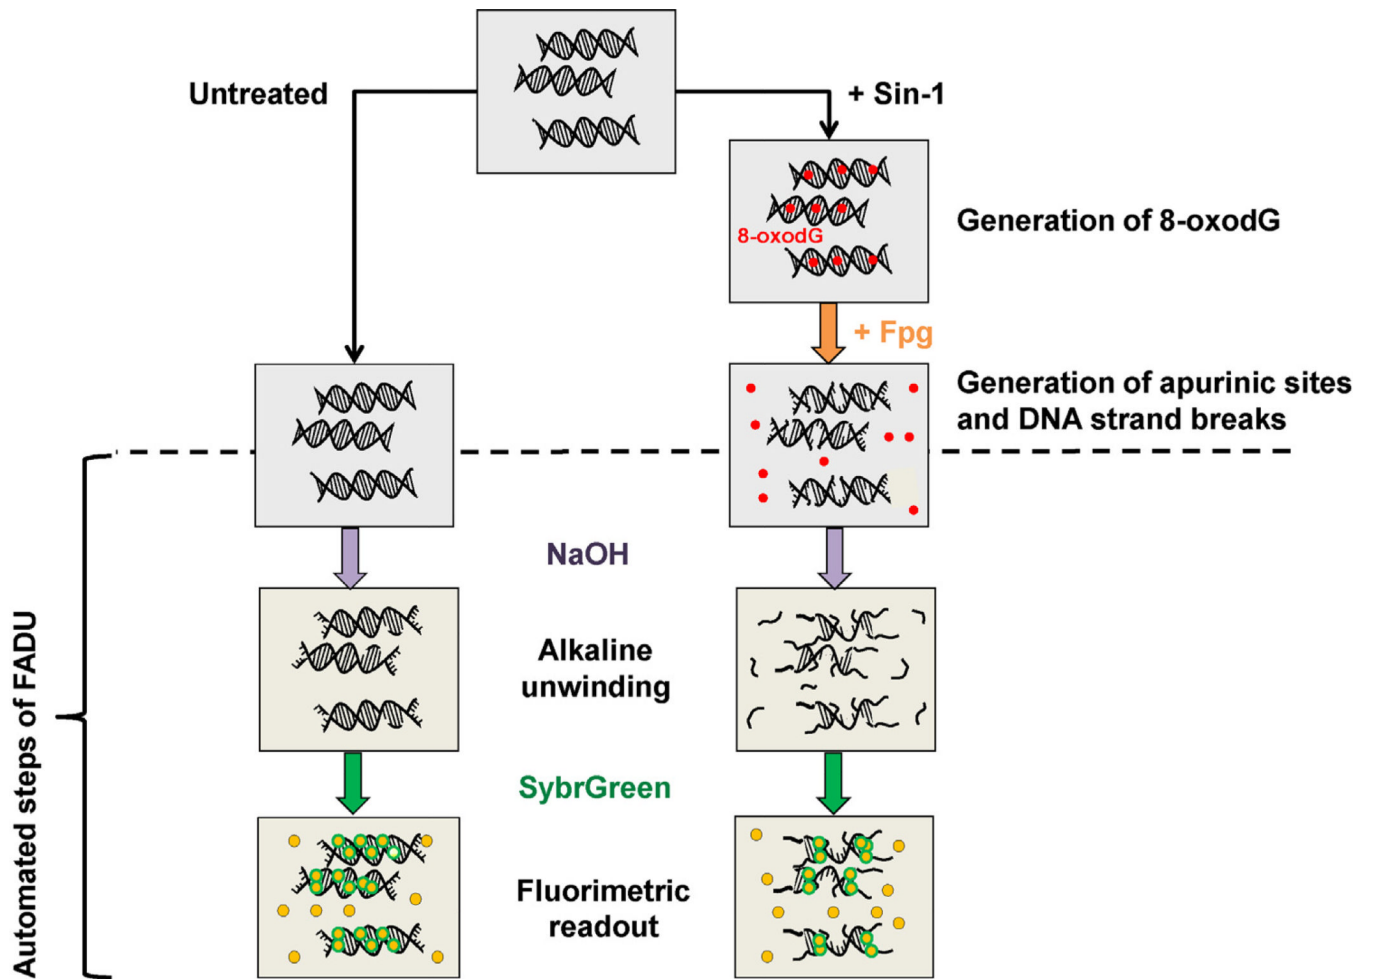 Untreated
+ Sin-1
8-oxodG
Generation of 8-oxodG
+ Fpg
Generation of apurinic sites
and DNA strand breaks
NaOH
Alkaline
unwinding
SybrGreen
Fluorimetric
readout
Automated steps of FADU